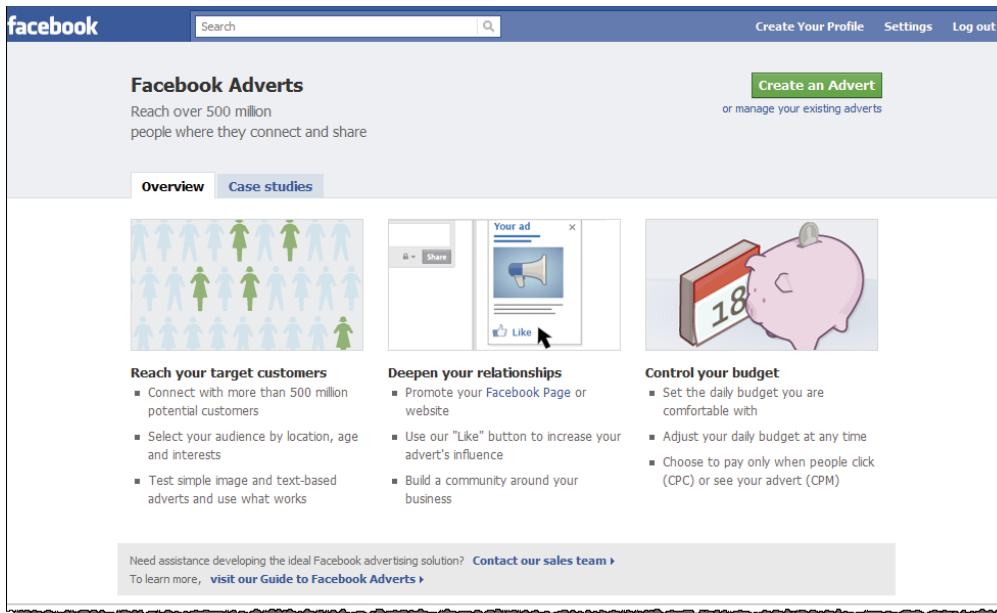 facebook
Search
Create Your Profile Settings Log out
Facebook Adverts
Reach over 500 million
people where they connect and share
Create an Advert
or manage your existing adverts
Overview Case studies
Your ad
Share
Like
18
Reach your target customers
Connect with more than 500 million
potential customers
Select your audience by location, age
and interests
Test simple image and text-based
adverts and use what works
Deepen your relationships
Promote your Facebook Page or
website
Use our "Like" button to increase your
advert's influence
Build a community around your
business
Control your budget
Set the daily budget you are
comfortable with
Adjust your daily budget at any time
Choose to pay only when people click
(CPC) or see your advert (CPM)
Need assistance developing the ideal Facebook advertising solution? Contact our sales team
To learn more, visit our Guide to Facebook Adverts